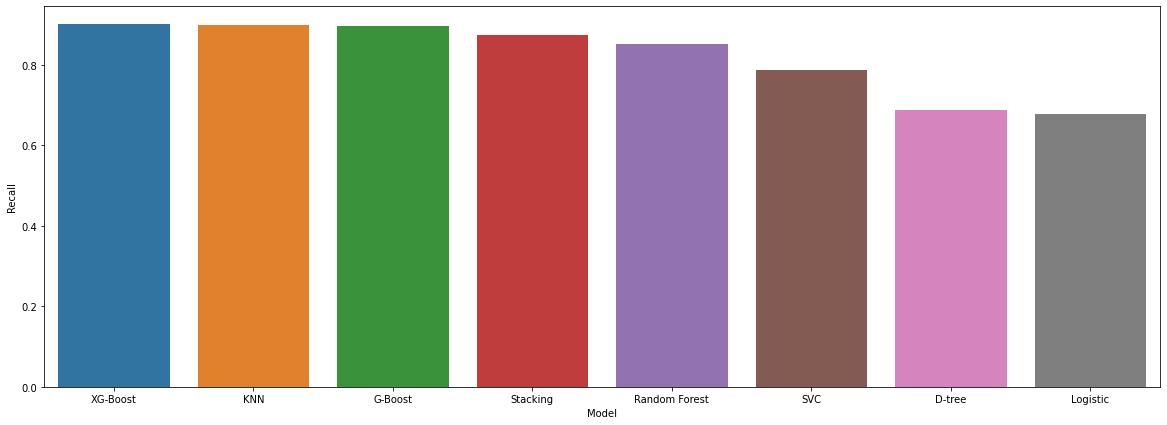 Recall
0.8
0.6
0.4
0.2
0.0
XG-Boost KNN G-Boost Stacking Random Forest SVC D-tree Logistic
Model